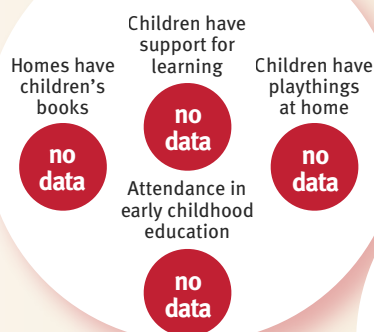 Children have
support for
learning
no
data
Homes have
children's
books
no
data
Children have
playthings
at home
no
data
Attendance in
early childhood
education
no
data